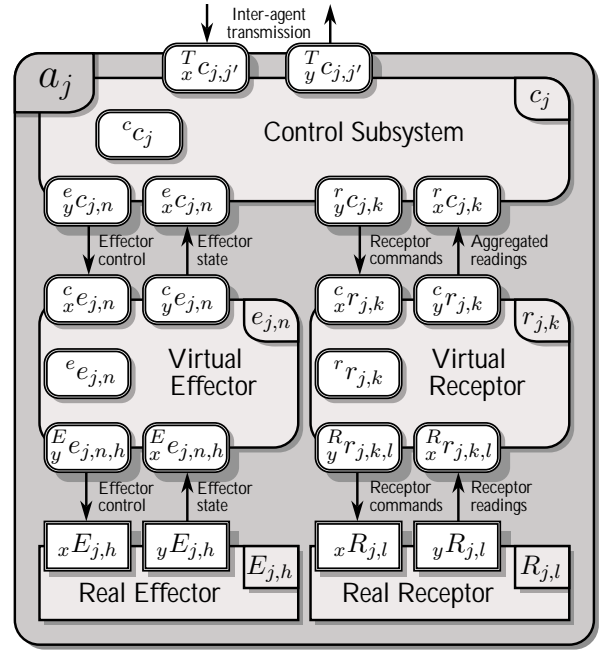 Inter-agent
transmission
a_j
^T_x c_{j,j'} ^T_y c_{j,j'}
c_j
^c c_j
Control Subsystem
^e_y c_{j,n} ^e_x c_{j,n} ^r_y c_{j,k} ^r_x c_{j,k}
Effector
control
Effector
state
Receptor
commands
Aggregated
readings
^c_x e_{j,n} ^c_y e_{j,n} ^c_x r_{j,k} ^c_y r_{j,k}
e_{j,n} r_{j,k}
^e e_{j,n}
Virtual
Effector
^r r_{j,k}
Virtual
Receptor
^E_y e_{j,n,h} ^E_x e_{j,n,h} ^R_y r_{j,k,l} ^R_x r_{j,k,l}
Effector
control
Effector
state
Receptor
commands
Receptor
readings
_x E_{j,h} _y E_{j,h} _x R_{j,l} _y R_{j,l}
E_{j,h} R_{j,l}
Real Effector
Real Receptor